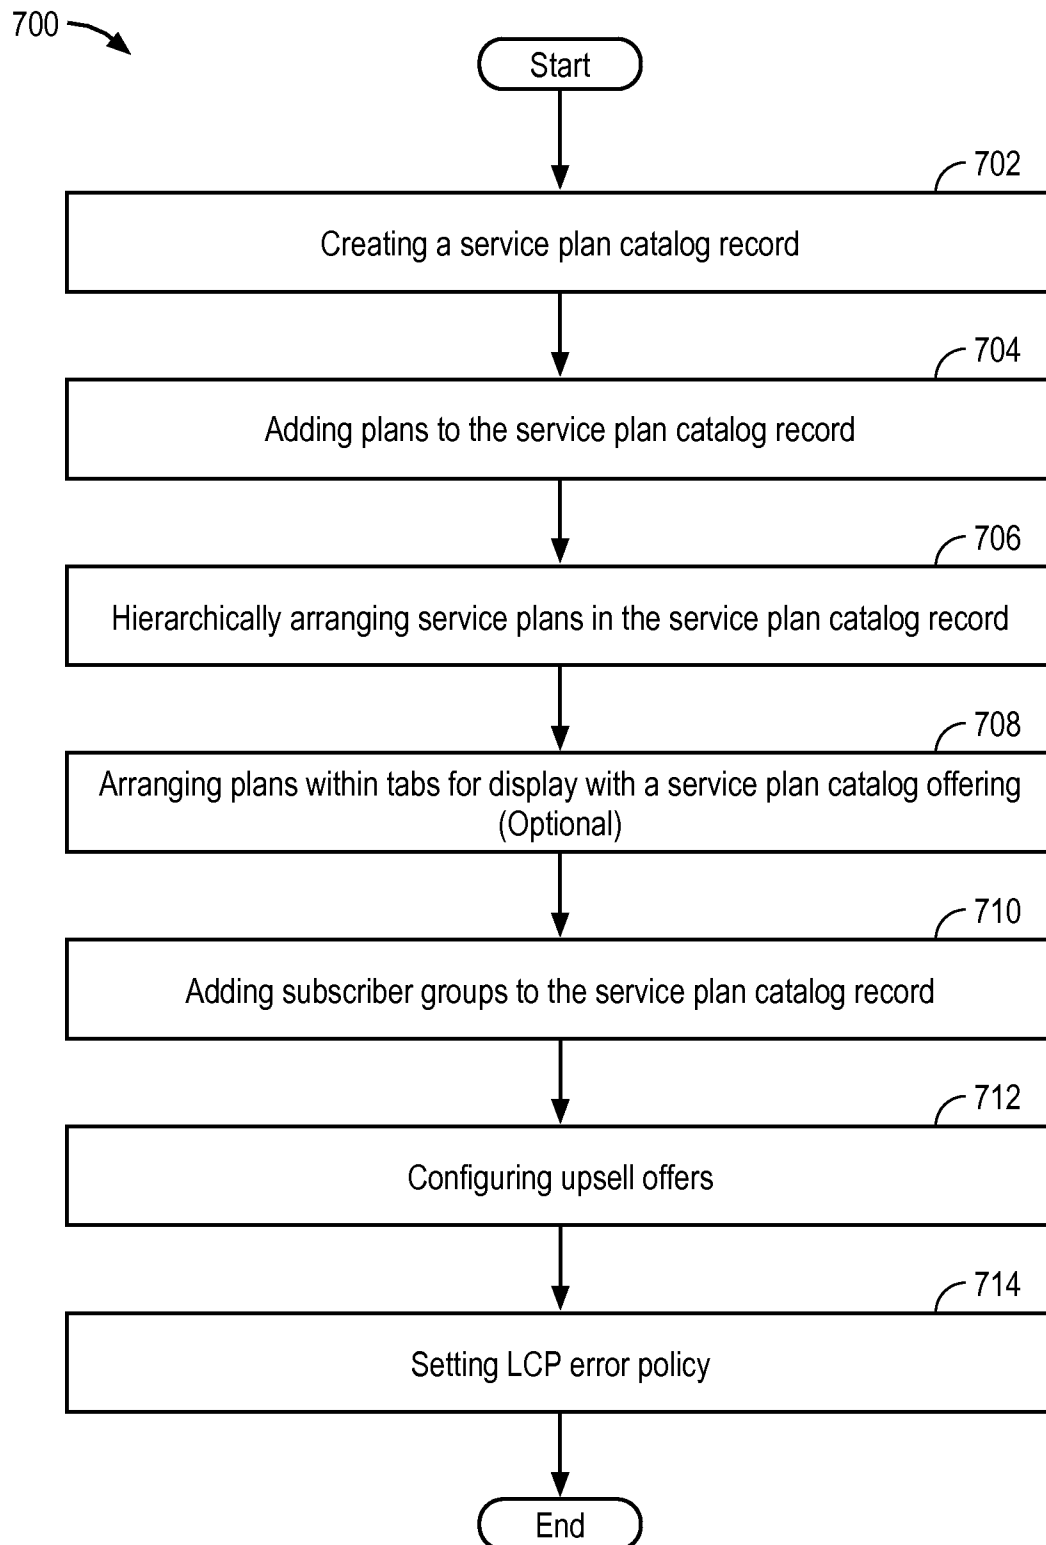 700
Start
702
Creating a service plan catalog record
704
Adding plans to the service plan catalog record
706
Hierarchically arranging service plans in the service plan catalog record
708
Arranging plans within tabs for display with a service plan catalog offering
(Optional)
710
Adding subscriber groups to the service plan catalog record
712
Configuring upsell offers
714
Setting LCP error policy
End